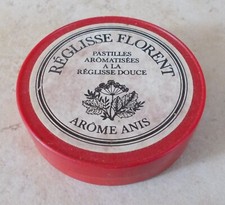 RÉGLISSE FLORENT
PASTILLES
AROMATISÉES
A LA
RÉGLISSE DOUCE
ARÔME ANIS